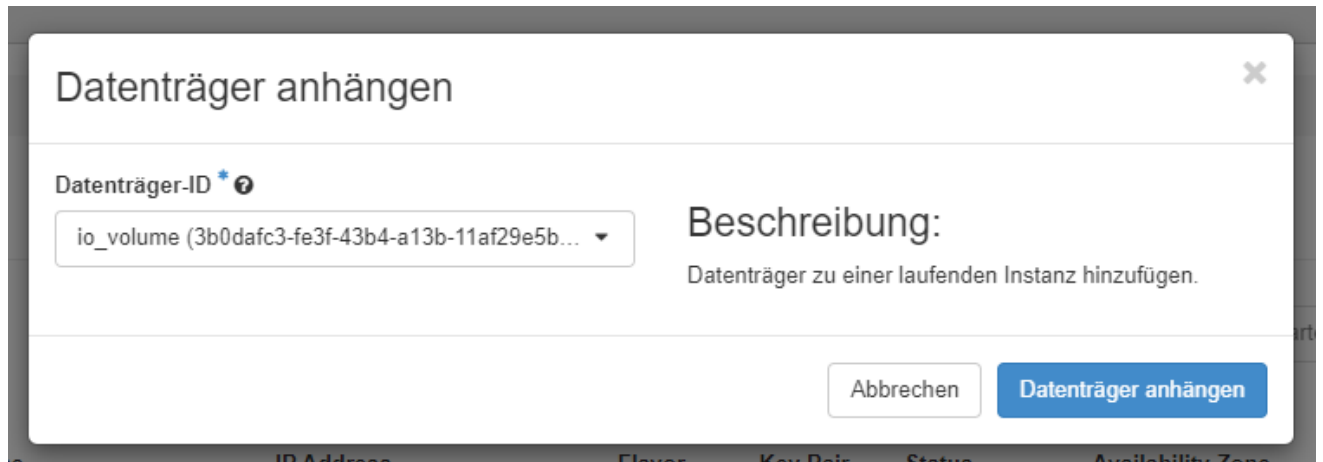 Datenträger anhängen
×
Datenträger-ID *
io_volume (3b0dafc3-fe3f-43b4-a13b-11af29e5b...
Beschreibung:
Datenträger zu einer laufenden Instanz hinzufügen.
Abbrechen
Datenträger anhängen
IP Address Flavor Key Pair Status Availability Zone